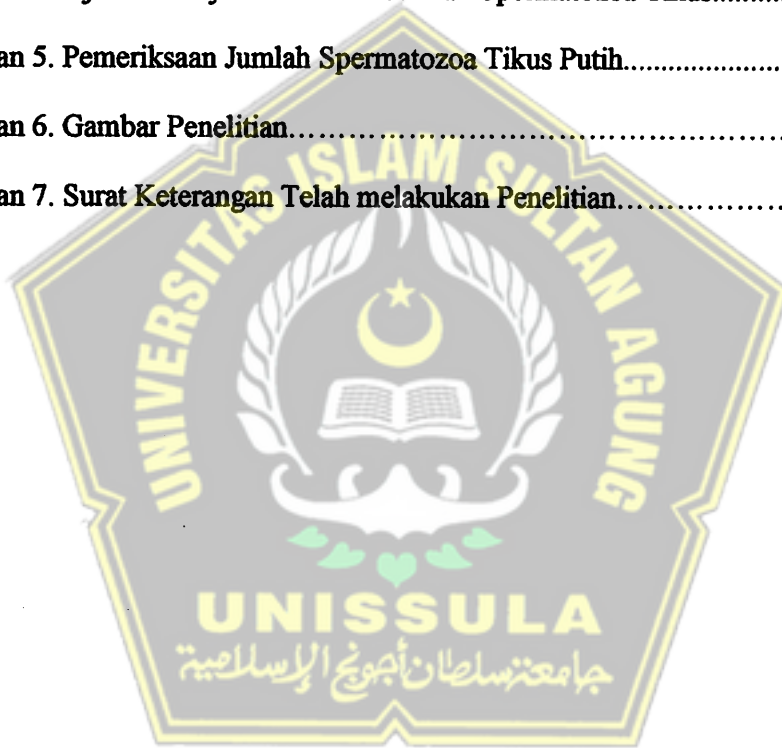 an 5. Pemeriksaan Jumlah Spermatozoa Tikus Putih......................
an 6. Gambar Penelitian……………………………………………
an 7. Surat Keterangan Telah melakukan Penelitian………………
UNIVERSITAS ISLAM SULTAN AGUNG
UNISSULA
جامعة سلطان أجونج الإسلامية